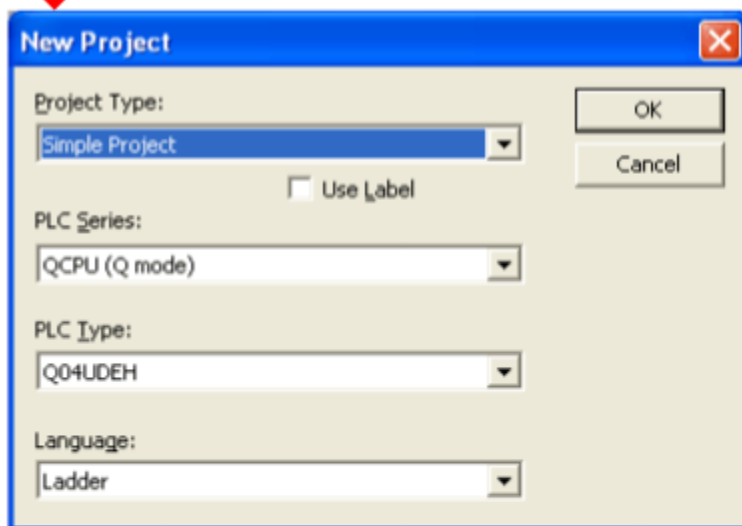 New Project
Project Type:
OK
Simple Project
Cancel
Use Label
PLC Series:
QCPU (Q mode)
PLC Type:
Q04UDEH
Language:
Ladder